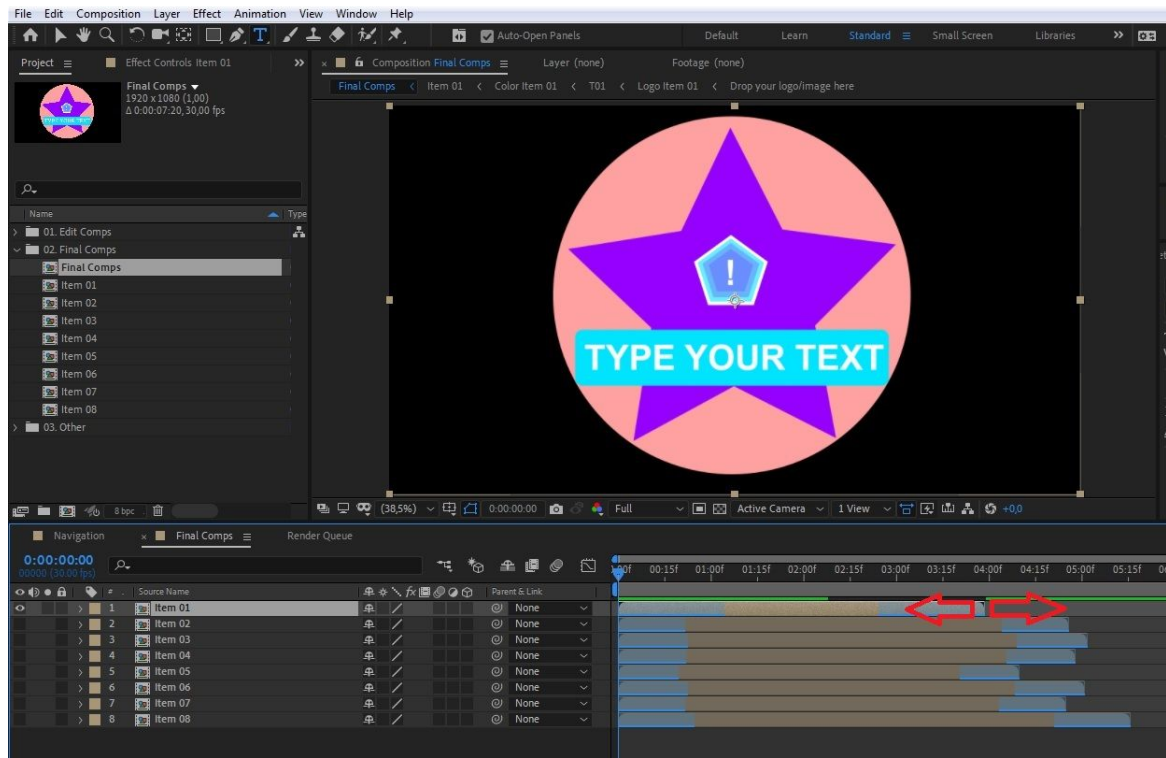 File Edit Composition Layer Effect Animation View Window Help
Auto-Open Panels Default Learn Standard Small Screen Libraries
Project Effect Controls Item 01
Composition Final Comps Layer (none) Footage (none)
Final Comps Item 01 Color Item 01 T01 Logo Item 01 Drop your logo/image here
Final Comps
1920 x 1080 (1,00)
Δ 0:00:07:20, 30,00 fps
Name Type
01. Edit Comps
02. Final Comps
Final Comps
Item 01
Item 02
Item 03
Item 04
Item 05
Item 06
Item 07
Item 08
03. Other
!
TYPE YOUR TEXT
8 bpc
(38,5%) 0:00:00:00 Full Active Camera 1 View +0,0
Navigation Final Comps Render Queue
0:00:00:00
00000 (30.00 fps)
00:15f 01:00f 01:15f 02:00f 02:15f 03:00f 03:15f 04:00f 04:15f 05:00f 05:15f
# Source Name Parent & Link
1 Item 01 None
2 Item 02 None
3 Item 03 None
4 Item 04 None
5 Item 05 None
6 Item 06 None
7 Item 07 None
8 Item 08 None